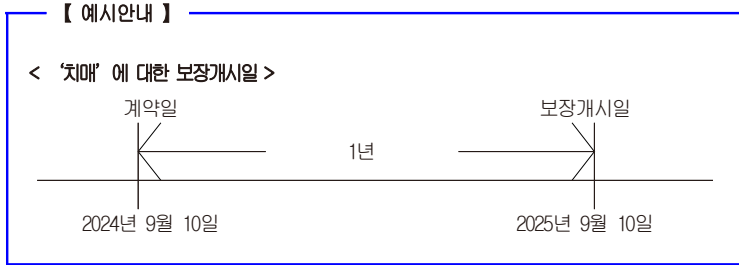 【 예시안내 】
< ‘치매’ 에 대한 보장개시일 >
계약일 보장개시일
1년
2024년 9월 10일 2025년 9월 10일